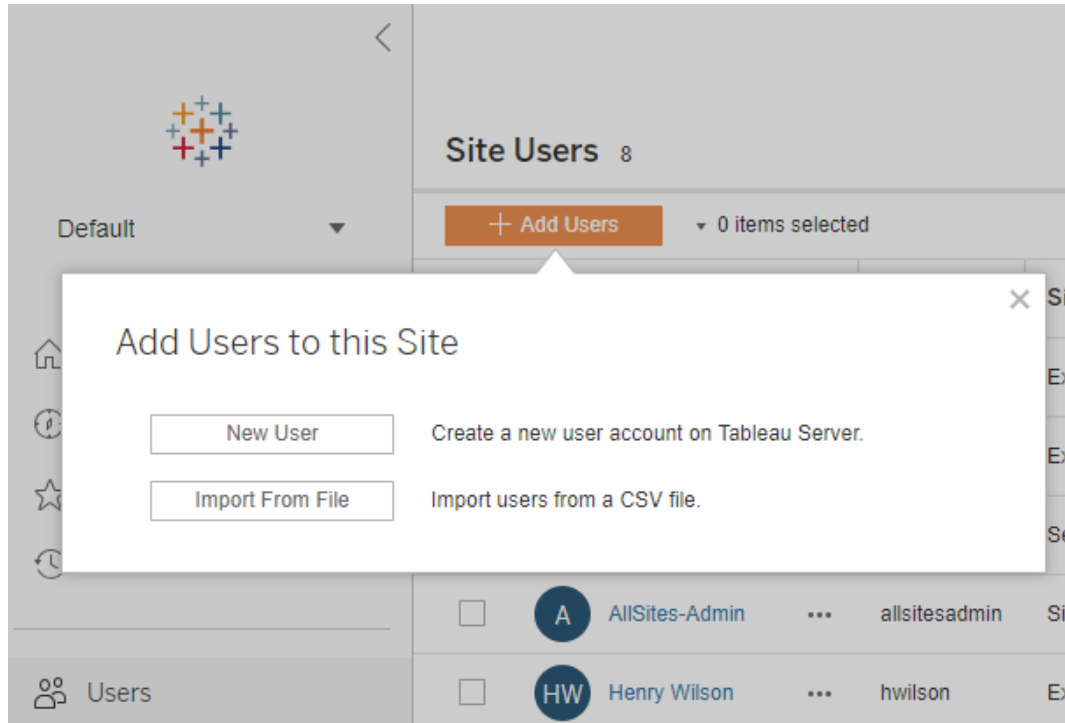 Site Users 8
Default
+ Add Users
0 items selected
Add Users to this Site
New User
Create a new user account on Tableau Server.
Import From File
Import users from a CSV file.
A AllSites-Admin ••• allsitesadmin
Users
HW Henry Wilson ••• hwilson